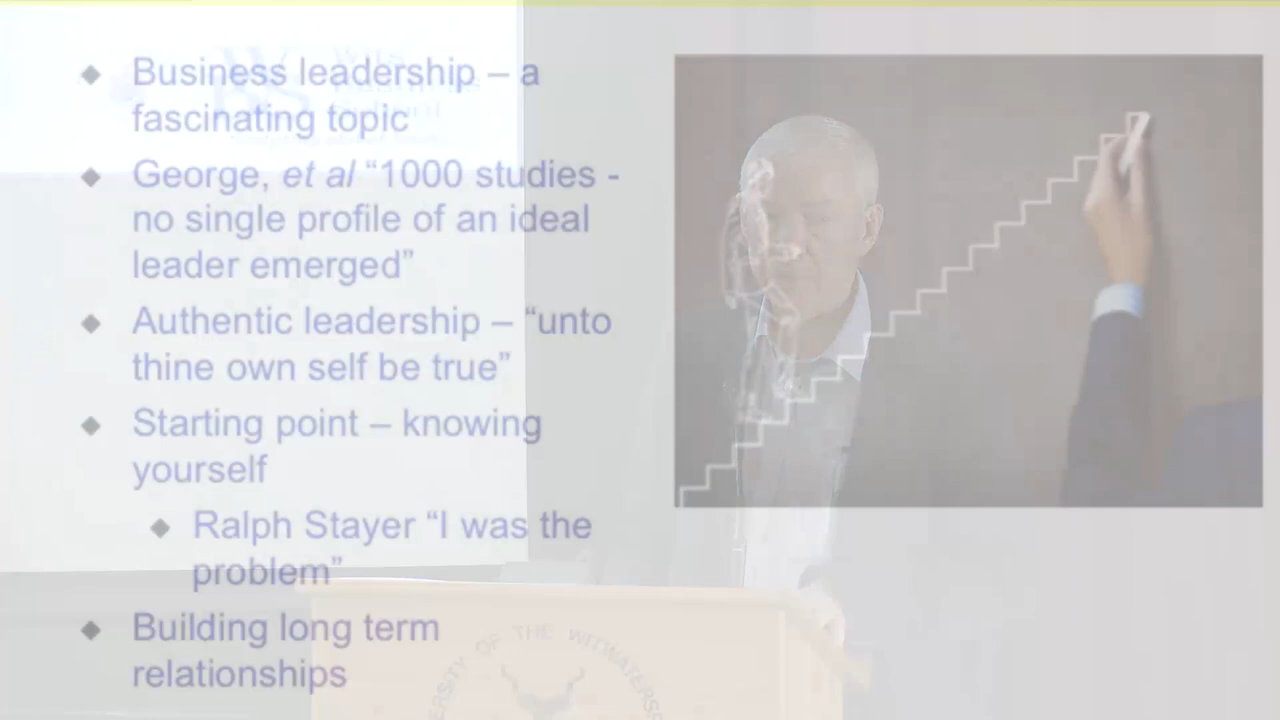 Business leadership – a
fascinating topic
George, et al “1000 studies -
no single profile of an ideal
leader emerged”
Authentic leadership – “unto
thine own self be true”
Starting point – knowing
yourself
Ralph Stayer “I was the
problem”
Building long term
relationships
OF THE